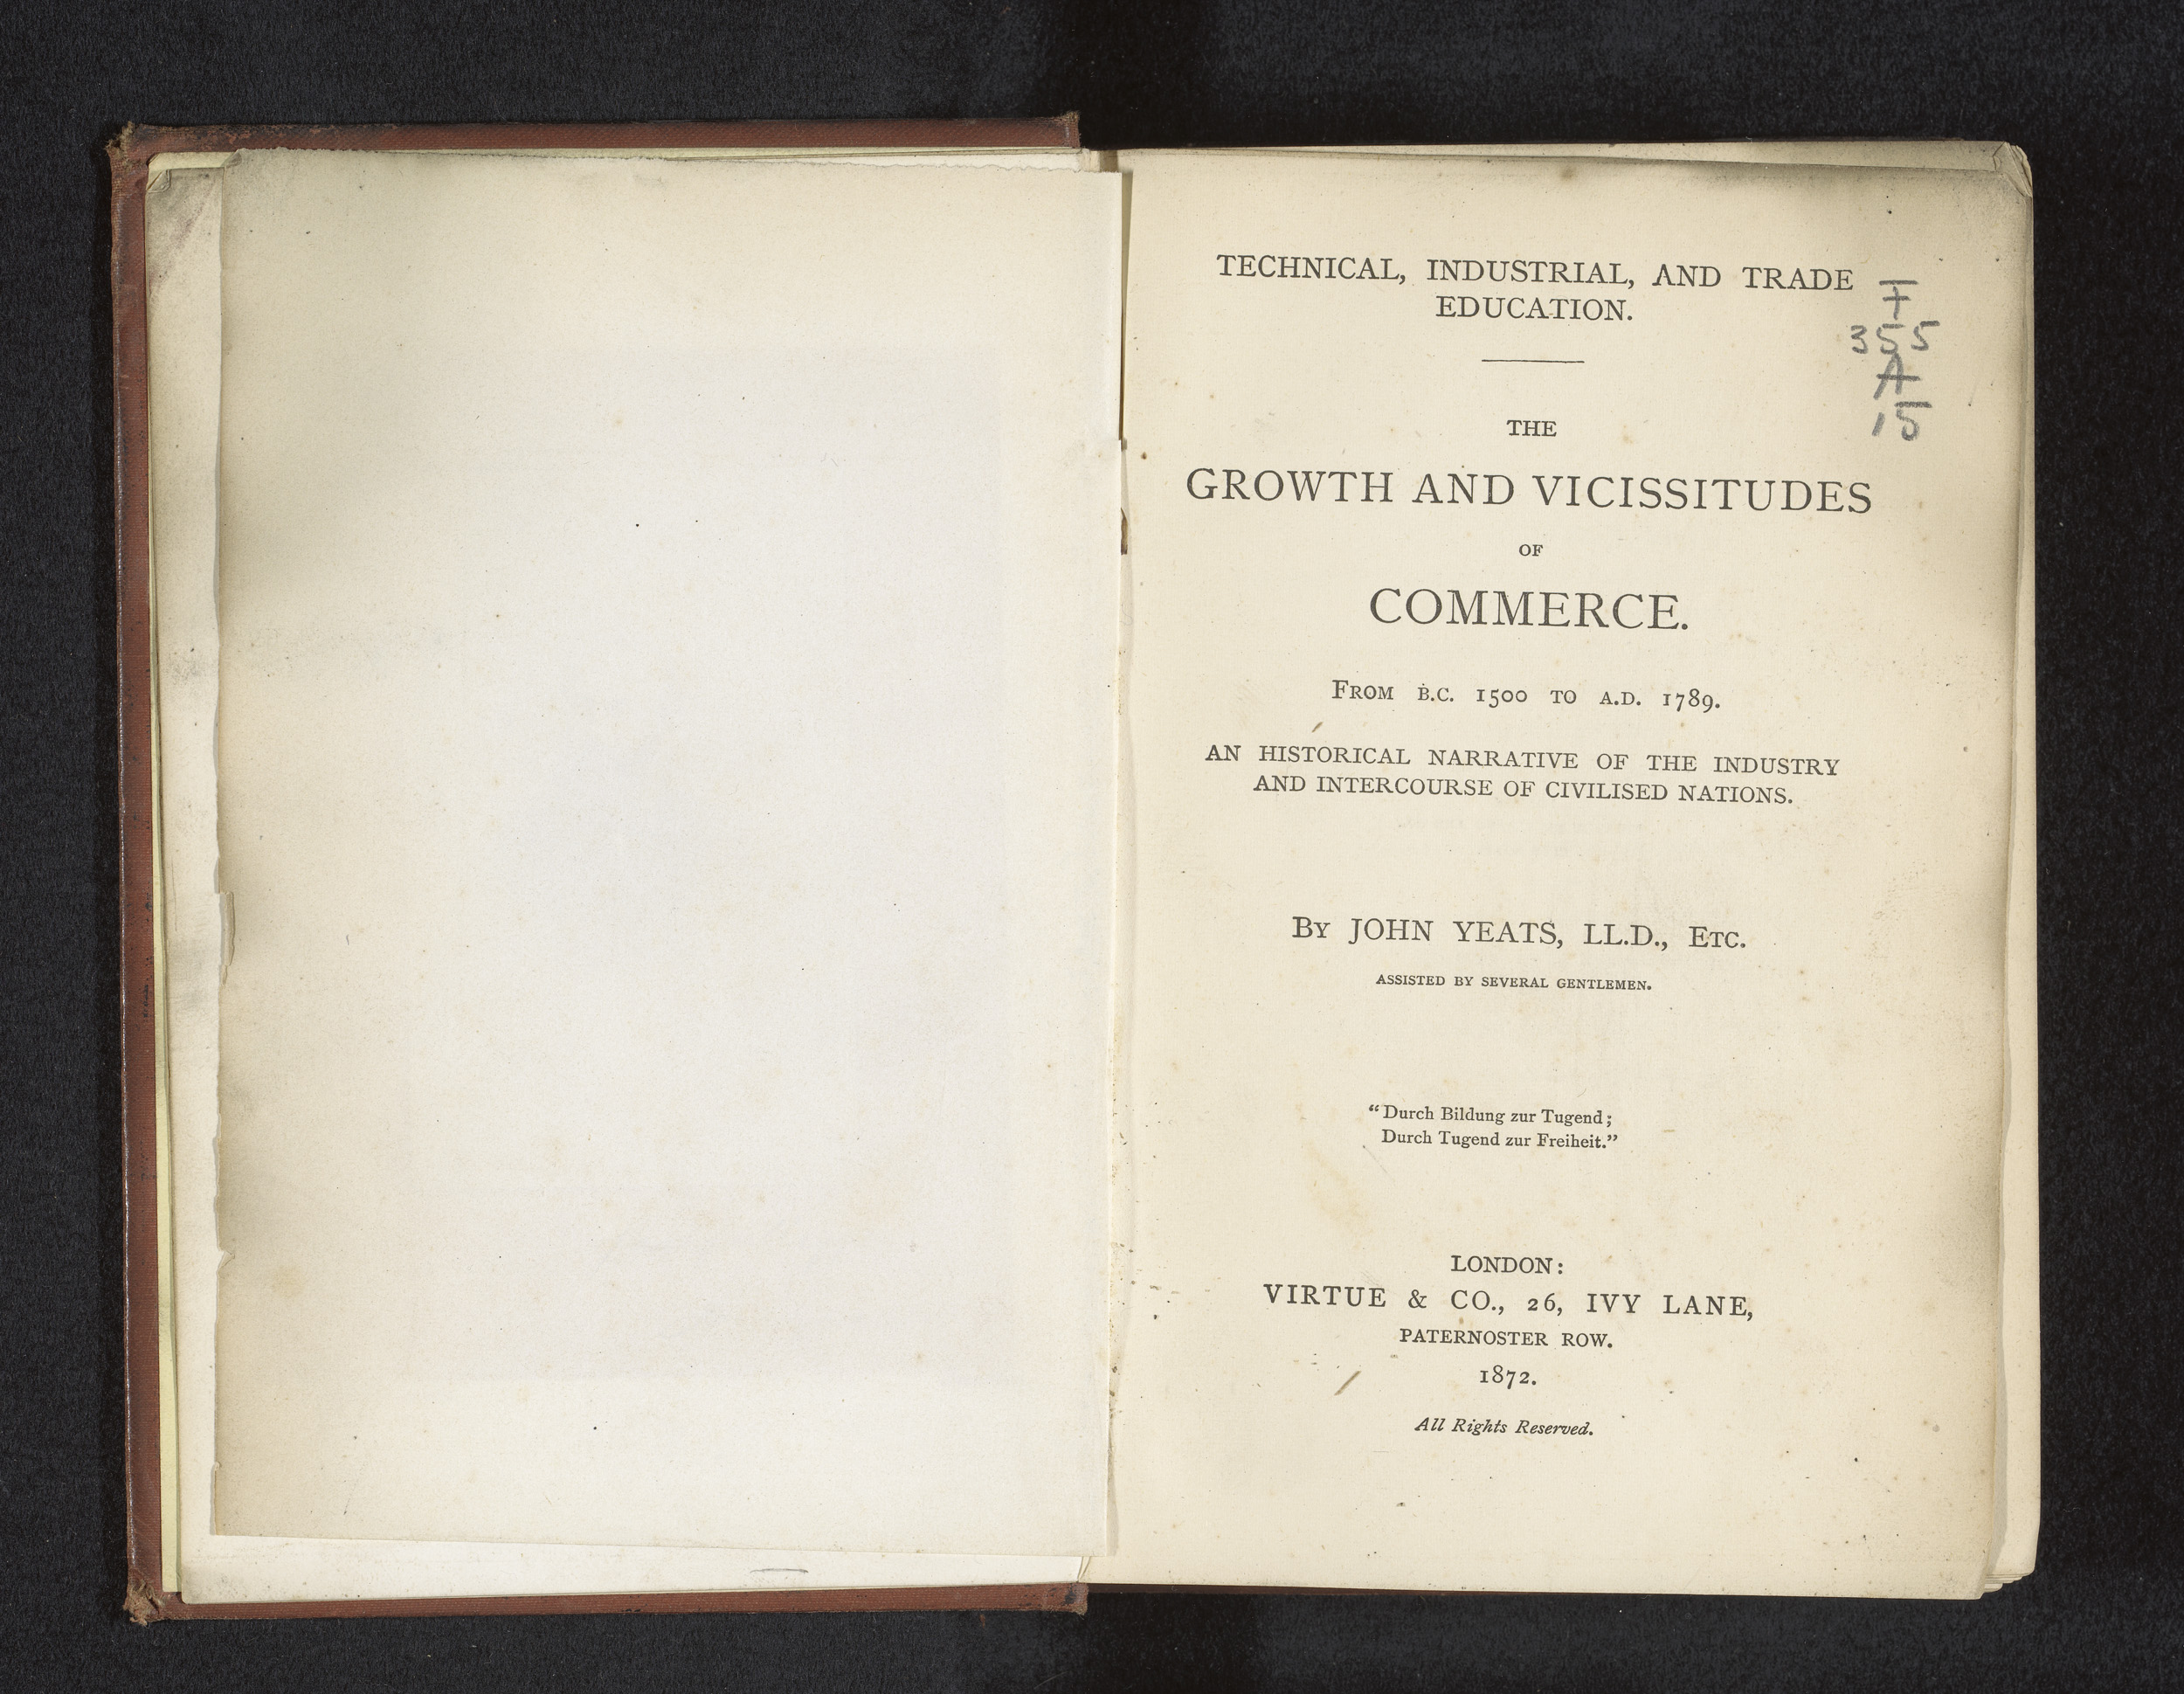 TECHNICAL, INDUSTRIAL, AND TRADE
EDUCATION.
F
355
A
15
THE
GROWTH AND VICISSITUDES
OF
COMMERCE.
FROM B.C. 1500 TO A.D. 1789.
AN HISTORICAL NARRATIVE OF THE INDUSTRY
AND INTERCOURSE OF CIVILISED NATIONS.
BY JOHN YEATS, LL.D., ETC.
ASSISTED BY SEVERAL GENTLEMEN.
“Durch Bildung zur Tugend;
Durch Tugend zur Freiheit.”
LONDON:
VIRTUE & CO., 26, IVY LANE,
PATERNOSTER ROW.
1872.
All Rights Reserved.